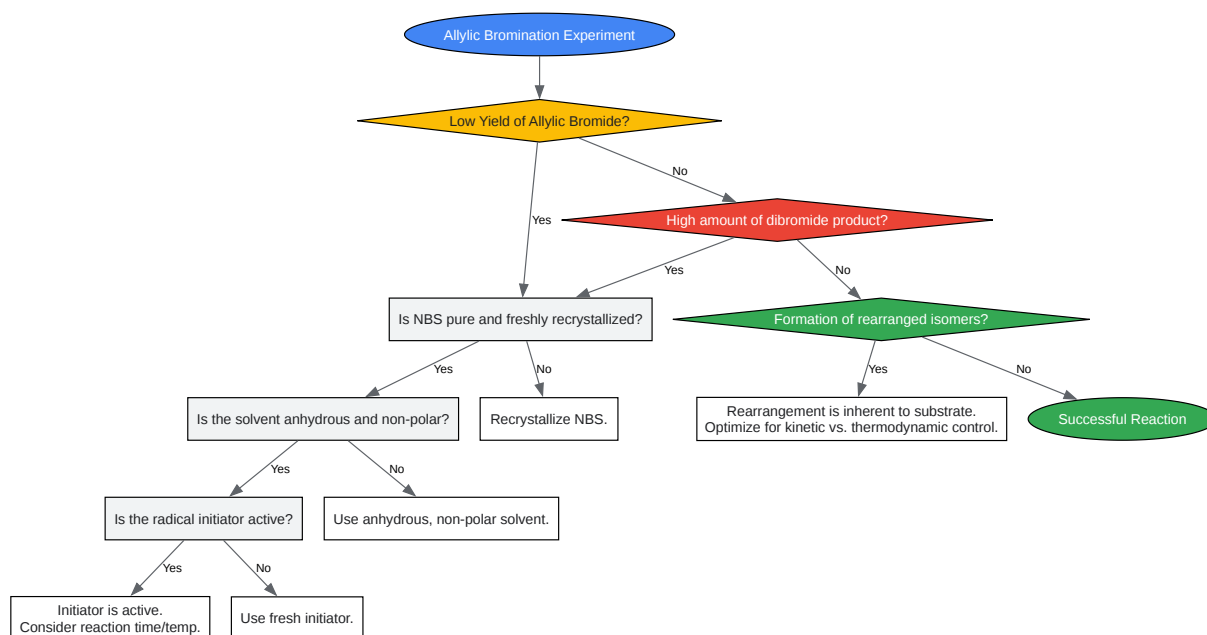 Allylic Bromination Experiment
Low Yield of Allylic Bromide?
No
Yes
High amount of dibromide product?
Yes
No
Is NBS pure and freshly recrystallized?
Formation of rearranged isomers?
Yes
No
Yes
No
Is the solvent anhydrous and non-polar?
Recrystallize NBS.
Rearrangement is inherent to substrate.
Optimize for kinetic vs. thermodynamic control.
Successful Reaction
Yes
No
Is the radical initiator active?
Use anhydrous, non-polar solvent.
Yes
No
Initiator is active.
Consider reaction time/temp.
Use fresh initiator.